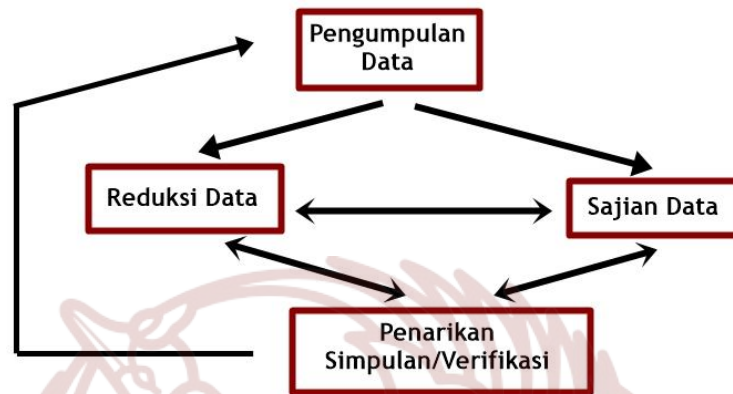 Pengumpulan
Data
Reduksi Data
Sajian Data
Penarikan
Simpulan/Verifikasi